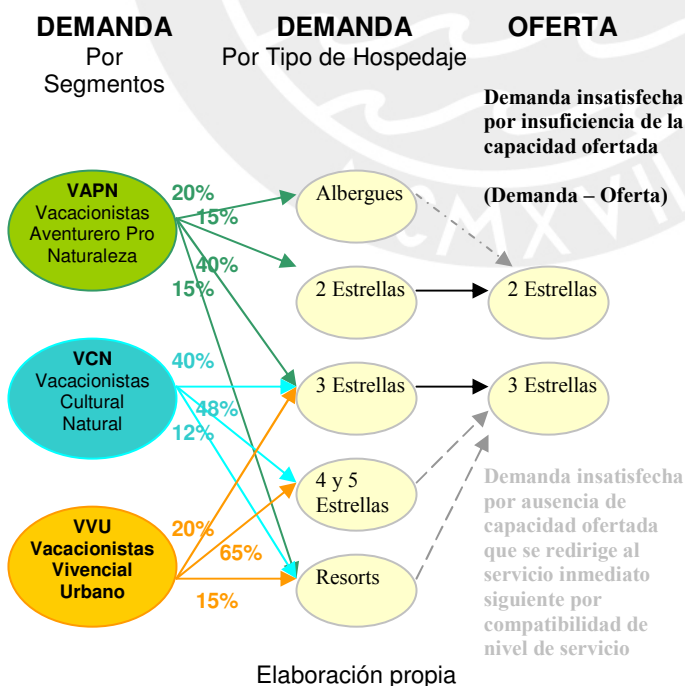 DEMANDA
Por
Segmentos
DEMANDA
Por Tipo de Hospedaje
OFERTA
Demanda insatisfecha
por insuficiencia de la
capacidad ofertada
(Demanda – Oferta)
VAPN
Vacacionistas
Aventurero Pro
Naturaleza
20%
15%
40%
15%
Albergues
2 Estrellas
2 Estrellas
VCN
Vacacionistas
Cultural
Natural
40%
48%
12%
3 Estrellas
3 Estrellas
4 y 5
Estrellas
VVU
Vacacionistas
Vivencial
Urbano
20%
65%
15%
Resorts
Demanda insatisfecha
por ausencia de
capacidad ofertada
que se redirige al
servicio inmediato
siguiente por
compatibilidad de
nivel de servicio
Elaboración propia